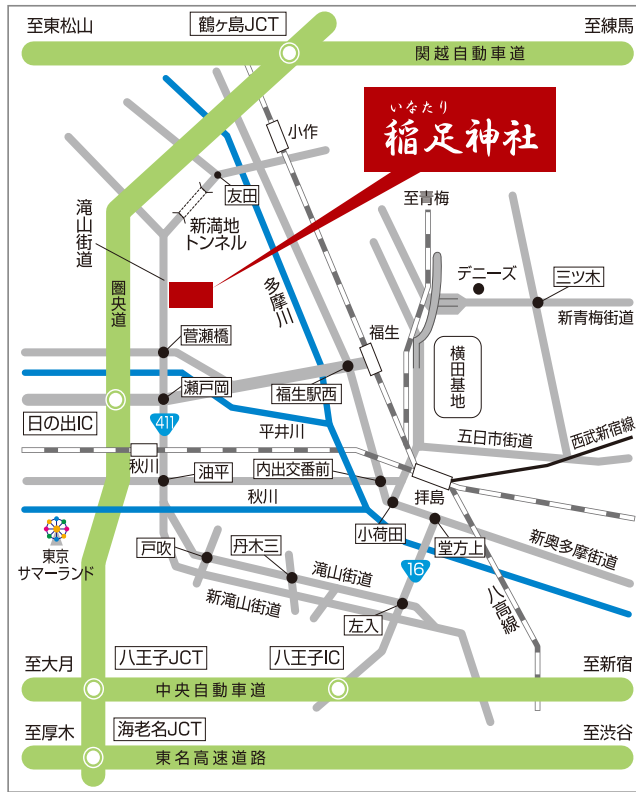 至東松山
鶴ヶ島JCT
至練馬
関越自動車道
いなたり
稲足神社
小作
友田
新満地
トンネル
滝山街道
圏央道
至青梅
デニーズ
三ツ木
新青梅街道
多摩川
福生
横田基地
菅瀬橋
福生駅西
瀬戸岡
日の出IC
411
平井川
五日市街道
西武新宿線
秋川
油平
内出交番前
拝島
秋川
小荷田
堂方上
新奥多摩街道
東京
サマーランド
戸吹
丹木三
滝山街道
16
新滝山街道
左入
八高線
至大月
八王子JCT
八王子IC
至新宿
中央自動車道
至厚木
海老名JCT
至渋谷
東名高速道路